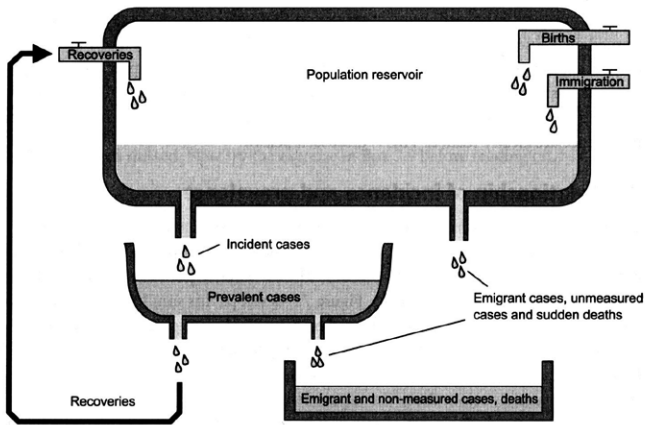 Recoveries
Births
Population reservoir
Immigration
Incident cases
Prevalent cases
Emigrant cases, unmeasured
cases and sudden deaths
Recoveries
Emigrant and non-measured cases, deaths